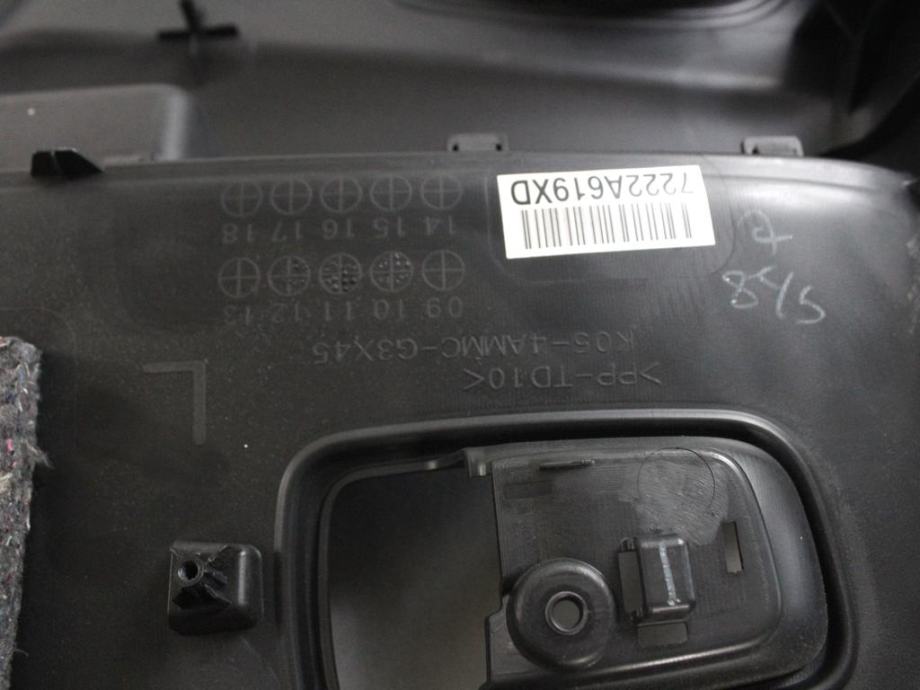 >PP-TD10<
K05-4AMMC-G3X45
L
09 10 11 12 13
14 15 16 17 18
7222A619XD